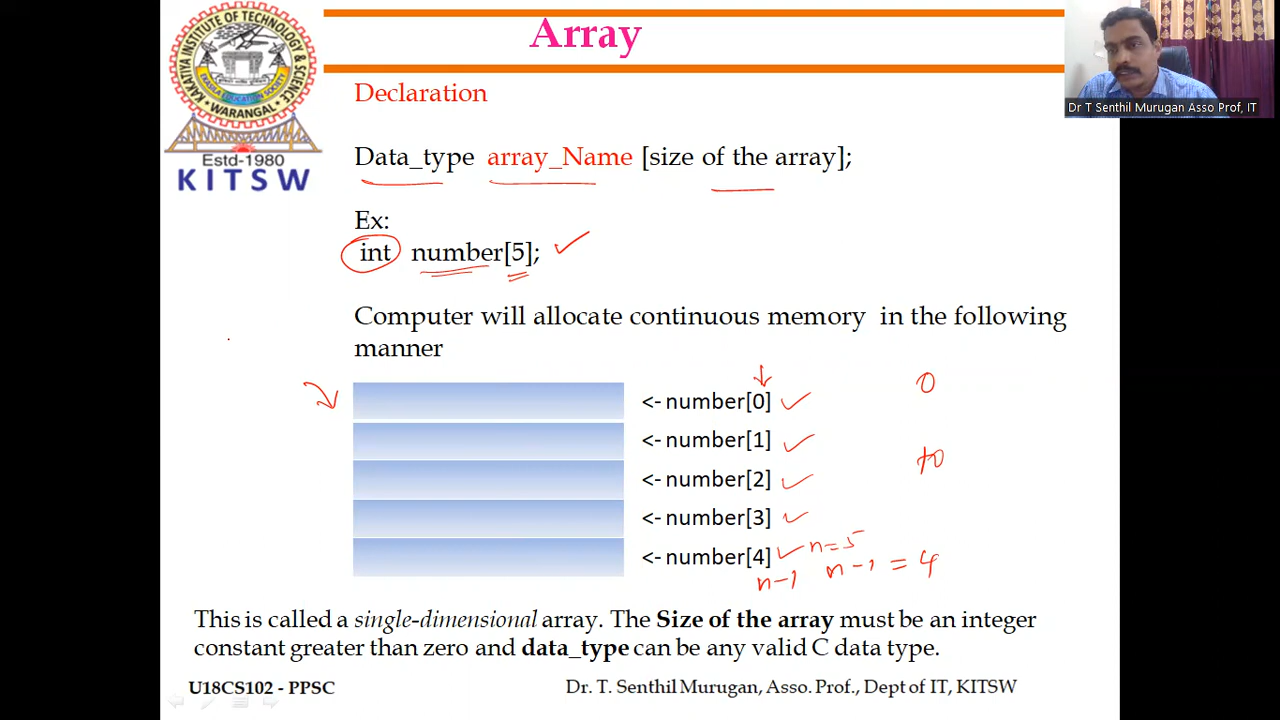 Array
KAKATIYA INSTITUTE OF TECHNOLOGY & SCIENCE
EKASILA EDUCATION SOCIETY
WARANGAL
Estd-1980
KITSW
Dr T Senthil Murugan Asso Prof, IT
Declaration
Data_type array_Name [size of the array];
Ex:
int number[5];
Computer will allocate continuous memory in the following
manner
<- number[0] 0
<- number[1]
<- number[2] to
<- number[3]
<- number[4] n=5
n-1 n-1 = 4
This is called a single-dimensional array. The Size of the array must be an integer
constant greater than zero and data_type can be any valid C data type.
U18CS102 - PPSC Dr. T. Senthil Murugan, Asso. Prof., Dept of IT, KITSW